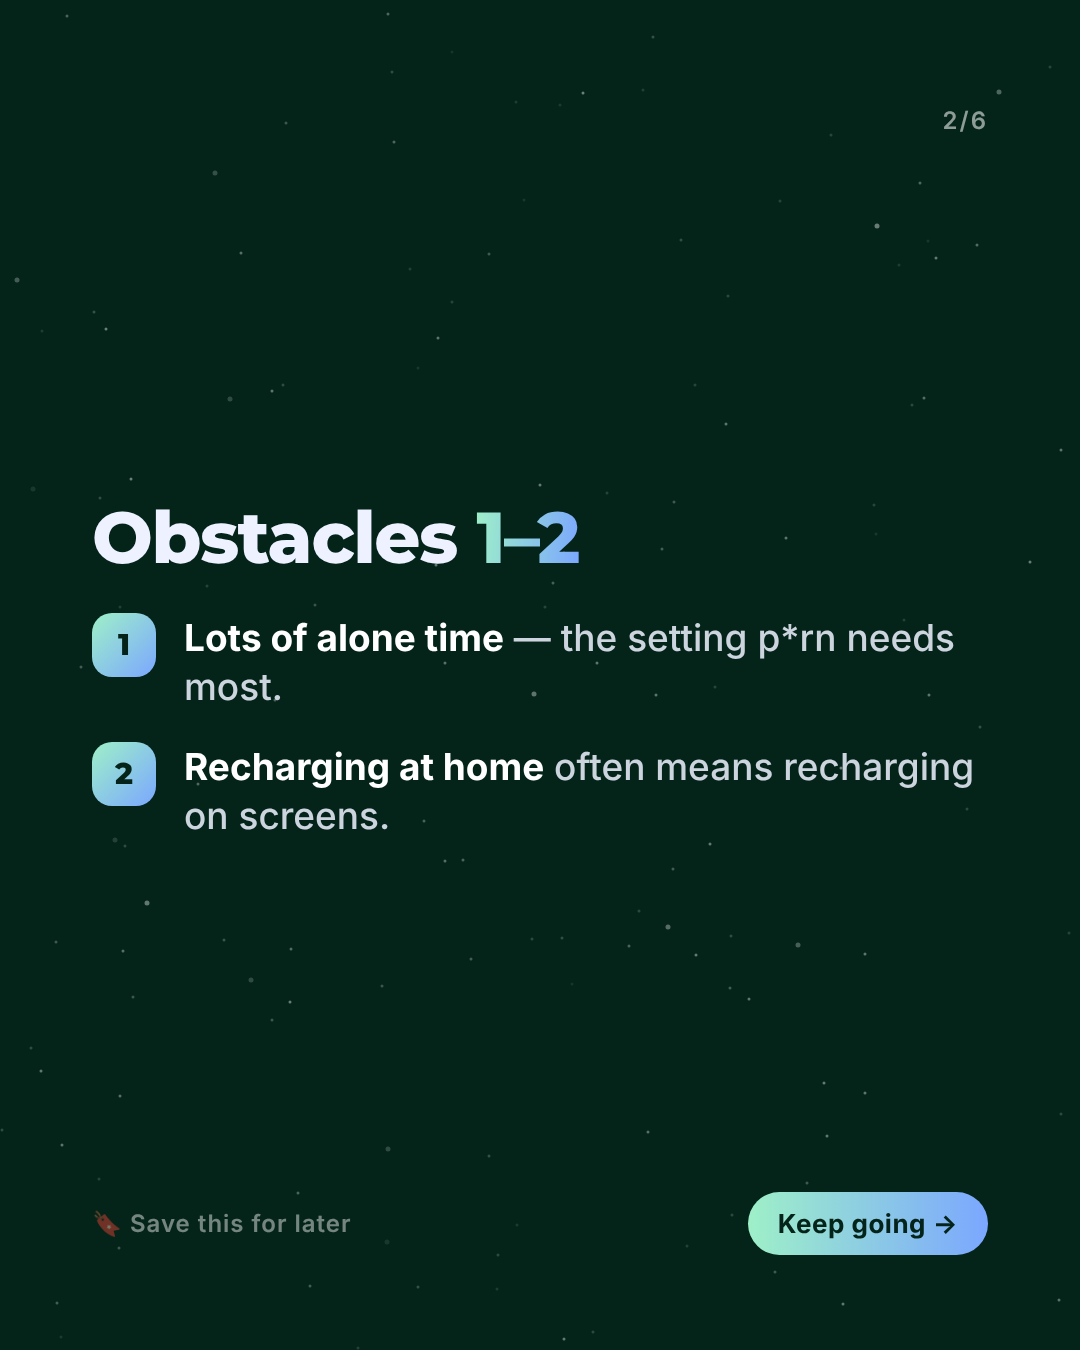 2/6
Obstacles 1–2
1
Lots of alone time — the setting p*rn needs
most.
2
Recharging at home often means recharging
on screens.
🔖 Save this for later
Keep going →